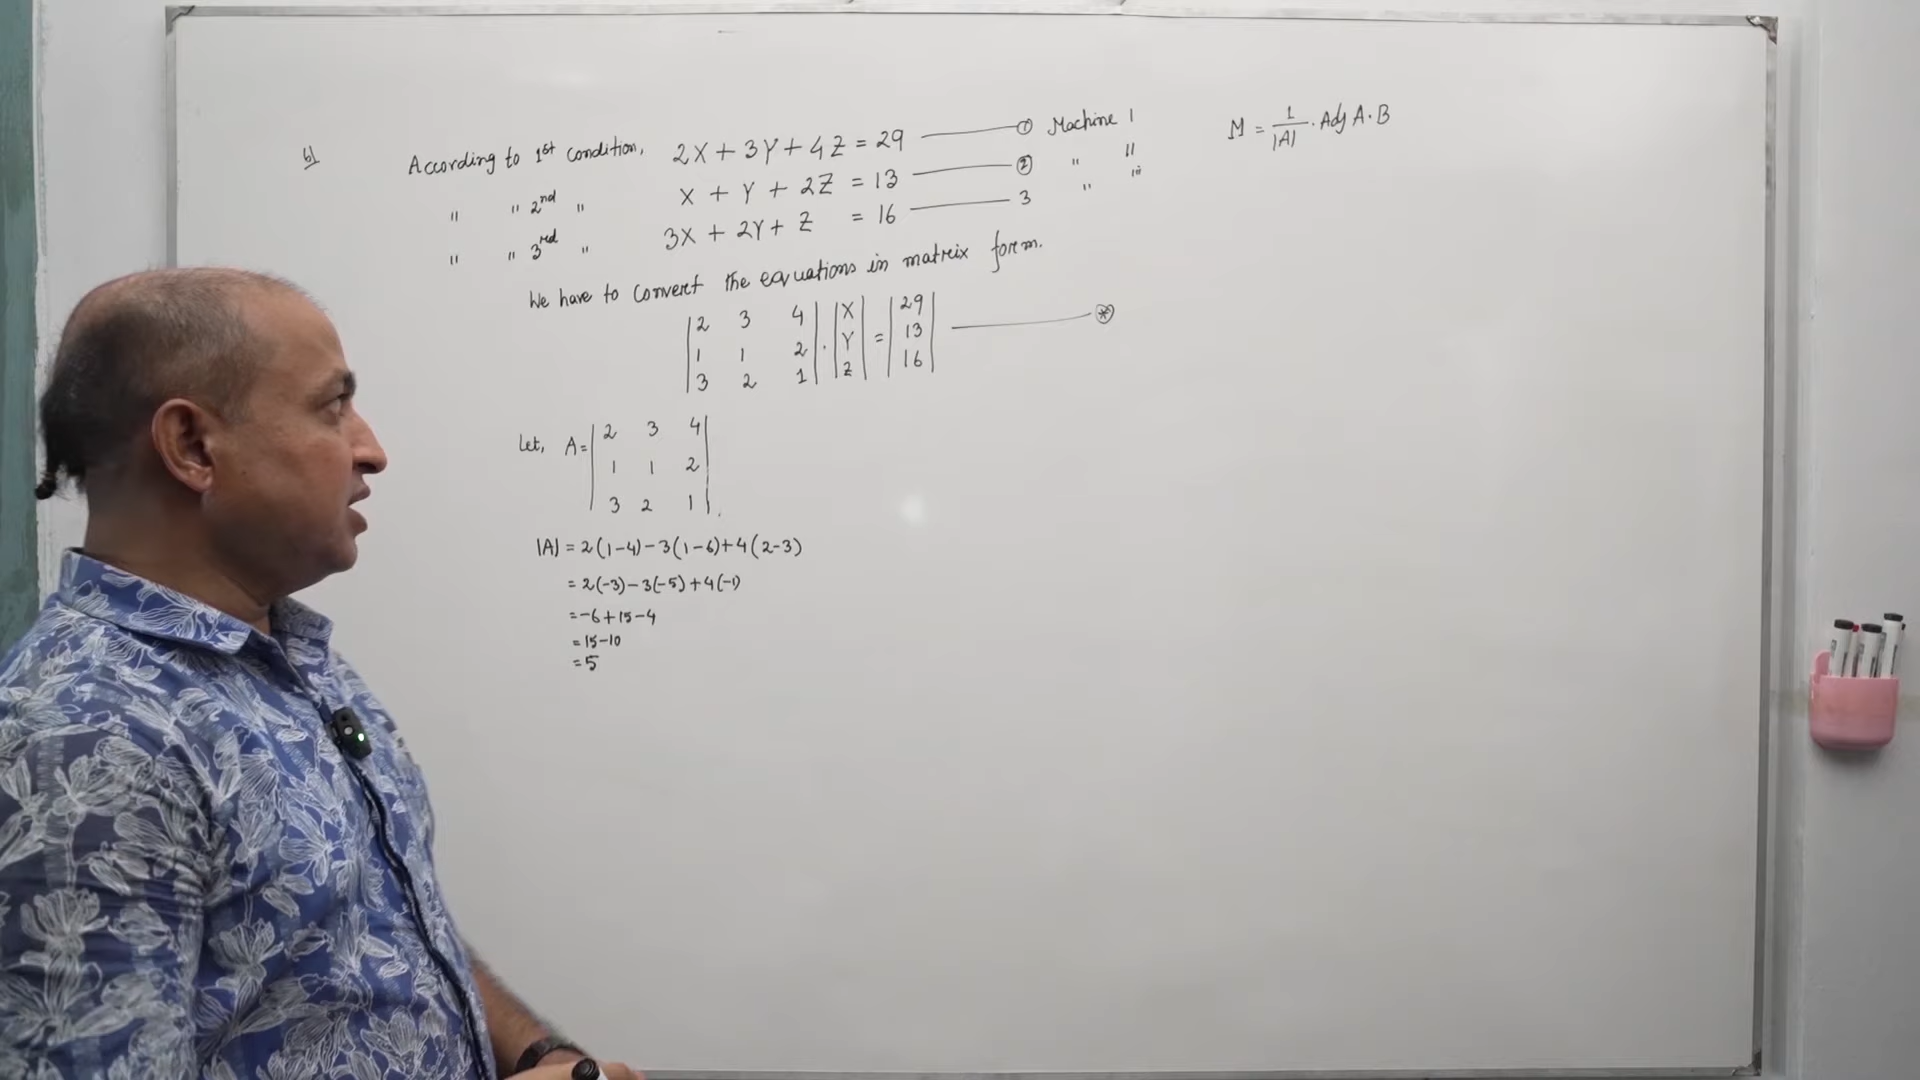 b) According to 1st condition, 2X + 3Y + 4Z = 29 —— ① Machine I
" " 2nd " X + Y + 2Z = 13 —— ② " II
" " 3rd " 3X + 2Y + Z = 16 —— 3 " III
We have to convert the equations in matrix form.
|2 3 4| |X| |29|
|1 1 2| . |Y| = |13| —— ⊛
|3 2 1| |Z| |16|
Let, A = |2 3 4|
|1 1 2|
|3 2 1|.
|A| = 2(1-4)-3(1-6)+4(2-3)
= 2(-3)-3(-5)+4(-1)
= -6+15-4
= 15-10
= 5
M = 1/|A| . Adj A . B